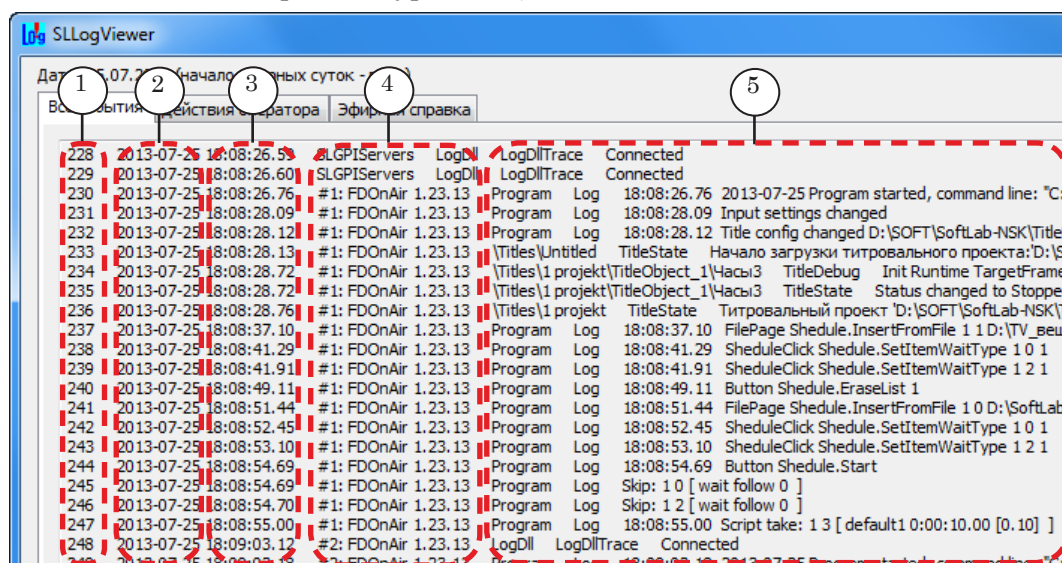 SLLogViewer
1 2 3 4 5
суток
Действия Эфирная справка
228 2013-07-25 18:08:26.59 SLGPIServers LogDll LogDllTrace Connected
229 2013-07-25 18:08:26.60 SLGPIServers LogDll LogDllTrace Connected
230 2013-07-25 18:08:26.76 #1: FDOnAir 1.23.13 Program Log 18:08:26.76 2013-07-25 Program started, command line: "C:
231 2013-07-25 18:08:28.09 #1: FDOnAir 1.23.13 Program Log 18:08:28.09 Input settings changed
232 2013-07-25 18:08:28.12 #1: FDOnAir 1.23.13 Program Log 18:08:28.12 Title config changed D:\SOFT\SoftLab-NSK\Title
233 2013-07-25 18:08:28.13 #1: FDOnAir 1.23.13 \Titles\Untitled TitleState Начало загрузки титровального проекта:'D:\S
234 2013-07-25 18:08:28.72 #1: FDOnAir 1.23.13 \Titles\1 projekt\TitleObject_1\Часы3 TitleDebug Init Runtime TargetFrame
235 2013-07-25 18:08:28.72 #1: FDOnAir 1.23.13 \Titles\1 projekt\TitleObject_1\Часы3 TitleState Status changed to Stoppe
236 2013-07-25 18:08:28.76 #1: FDOnAir 1.23.13 \Titles\1 projekt TitleState Титровальный проект 'D:\SOFT\SoftLab-NSK\T
237 2013-07-25 18:08:37.10 #1: FDOnAir 1.23.13 Program Log 18:08:37.10 FilePage Shedule.InsertFromFile 1 1 D:\TV_вещ
238 2013-07-25 18:08:41.29 #1: FDOnAir 1.23.13 Program Log 18:08:41.29 SheduleClick Shedule.SetItemWaitType 1 0 1
239 2013-07-25 18:08:41.91 #1: FDOnAir 1.23.13 Program Log 18:08:41.91 SheduleClick Shedule.SetItemWaitType 1 2 1
240 2013-07-25 18:08:49.11 #1: FDOnAir 1.23.13 Program Log 18:08:49.11 Button Shedule.EraseList 1
241 2013-07-25 18:08:51.44 #1: FDOnAir 1.23.13 Program Log 18:08:51.44 FilePage Shedule.InsertFromFile 1 0 D:\SoftLab
242 2013-07-25 18:08:52.45 #1: FDOnAir 1.23.13 Program Log 18:08:52.45 SheduleClick Shedule.SetItemWaitType 1 0 1
243 2013-07-25 18:08:53.10 #1: FDOnAir 1.23.13 Program Log 18:08:53.10 SheduleClick Shedule.SetItemWaitType 1 2 1
244 2013-07-25 18:08:54.69 #1: FDOnAir 1.23.13 Program Log 18:08:54.69 Button Shedule.Start
245 2013-07-25 18:08:54.69 #1: FDOnAir 1.23.13 Program Log Skip: 1 0 [ wait follow 0 ]
246 2013-07-25 18:08:54.70 #1: FDOnAir 1.23.13 Program Log Skip: 1 2 [ wait follow 0 ]
247 2013-07-25 18:08:55.00 #1: FDOnAir 1.23.13 Program Log 18:08:55.00 Script take: 1 3 [ default1 0:00:10.00 [0.10] ]
248 2013-07-25 18:09:03.12 #2: FDOnAir 1.23.13 LogDll LogDllTrace Connected